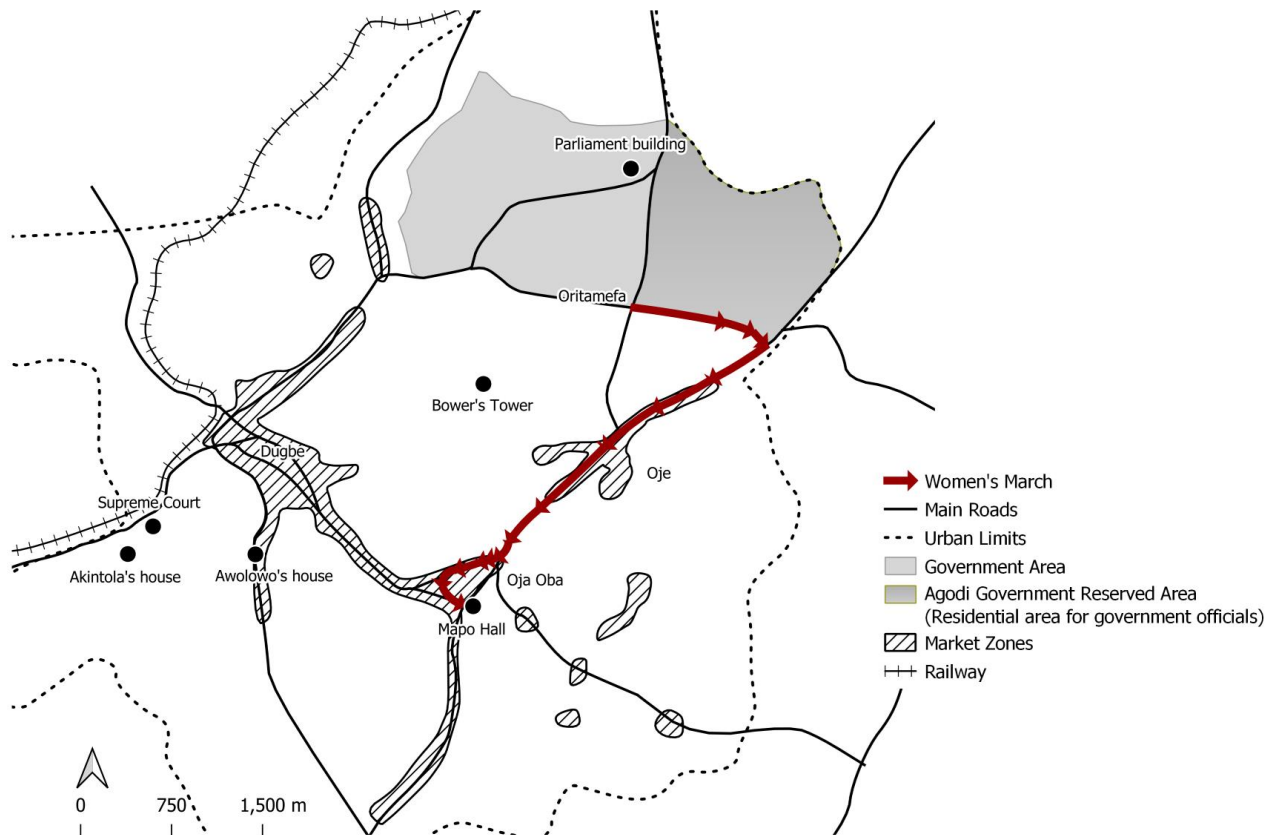 Parliament building
Oritamefa
Bower's Tower
Dugbe
Oje
Supreme Court
Akintola's house
Awolowo's house
Oja Oba
Mapo Hall
Women's March
Main Roads
Urban Limits
Government Area
Agodi Government Reserved Area
(Residential area for government officials)
Market Zones
Railway
0 750 1,500 m